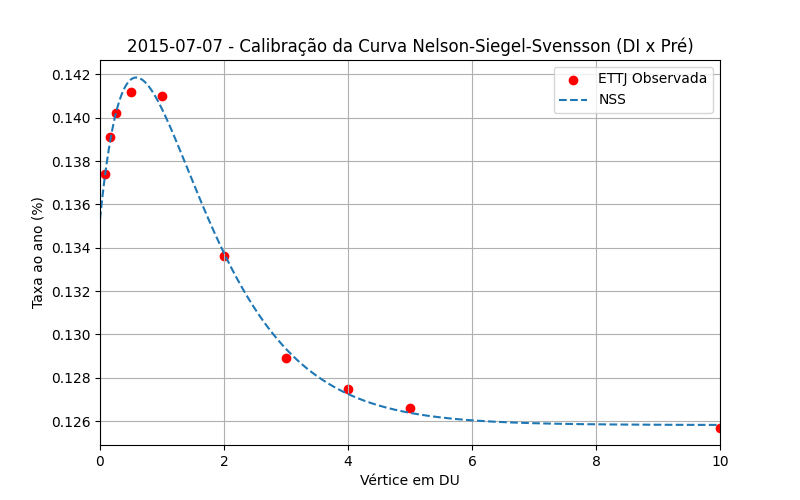 2015-07-07 - Calibração da Curva Nelson-Siegel-Svensson (DI x Pré)
ETTJ Observada
NSS
Taxa ao ano (%)
0.142
0.140
0.138
0.136
0.134
0.132
0.130
0.128
0.126
0 2 4 6 8 10
Vértice em DU